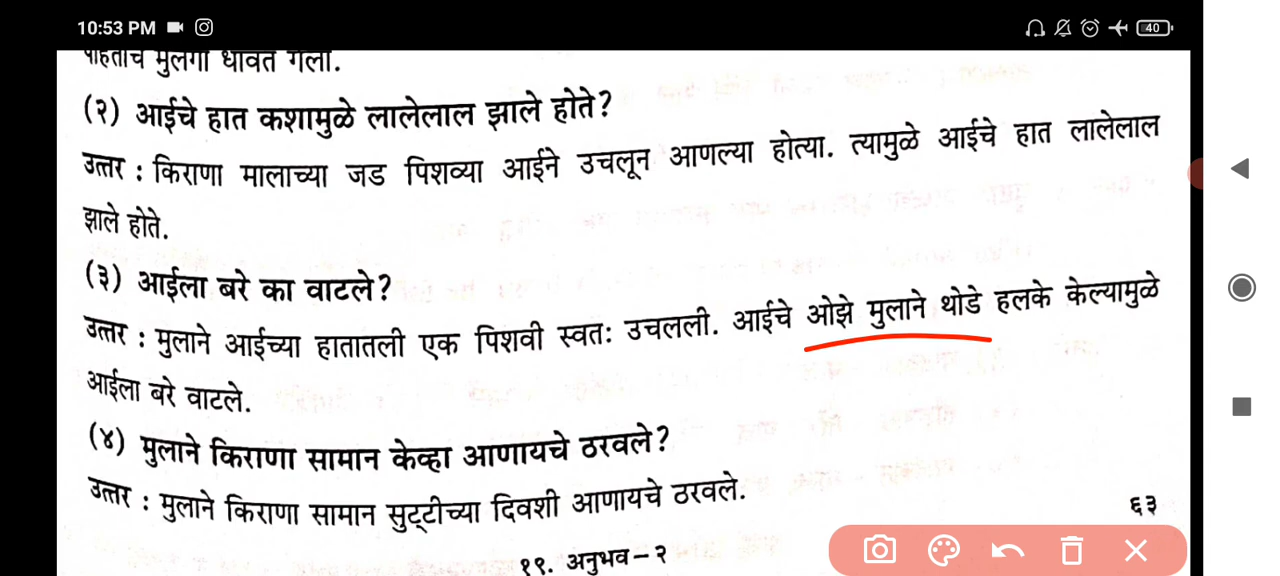 10:53 PM 40
पाहताच मुलगा धावत गेला.
(२) आईचे हात कशामुळे लालेलाल झाले होते?
उत्तर : किराणा मालाच्या जड पिशव्या आईने उचलून आणल्या होत्या. त्यामुळे आईचे हात लालेलाल
झाले होते.
(३) आईला बरे का वाटले?
उत्तर : मुलाने आईच्या हातातली एक पिशवी स्वतः उचलली. आईचे ओझे मुलाने थोडे हलके केल्यामुळे
आईला बरे वाटले.
(४) मुलाने किराणा सामान केव्हा आणायचे ठरवले?
उत्तर : मुलाने किराणा सामान सुट्टीच्या दिवशी आणायचे ठरवले.
६३
१९. अनुभव – २